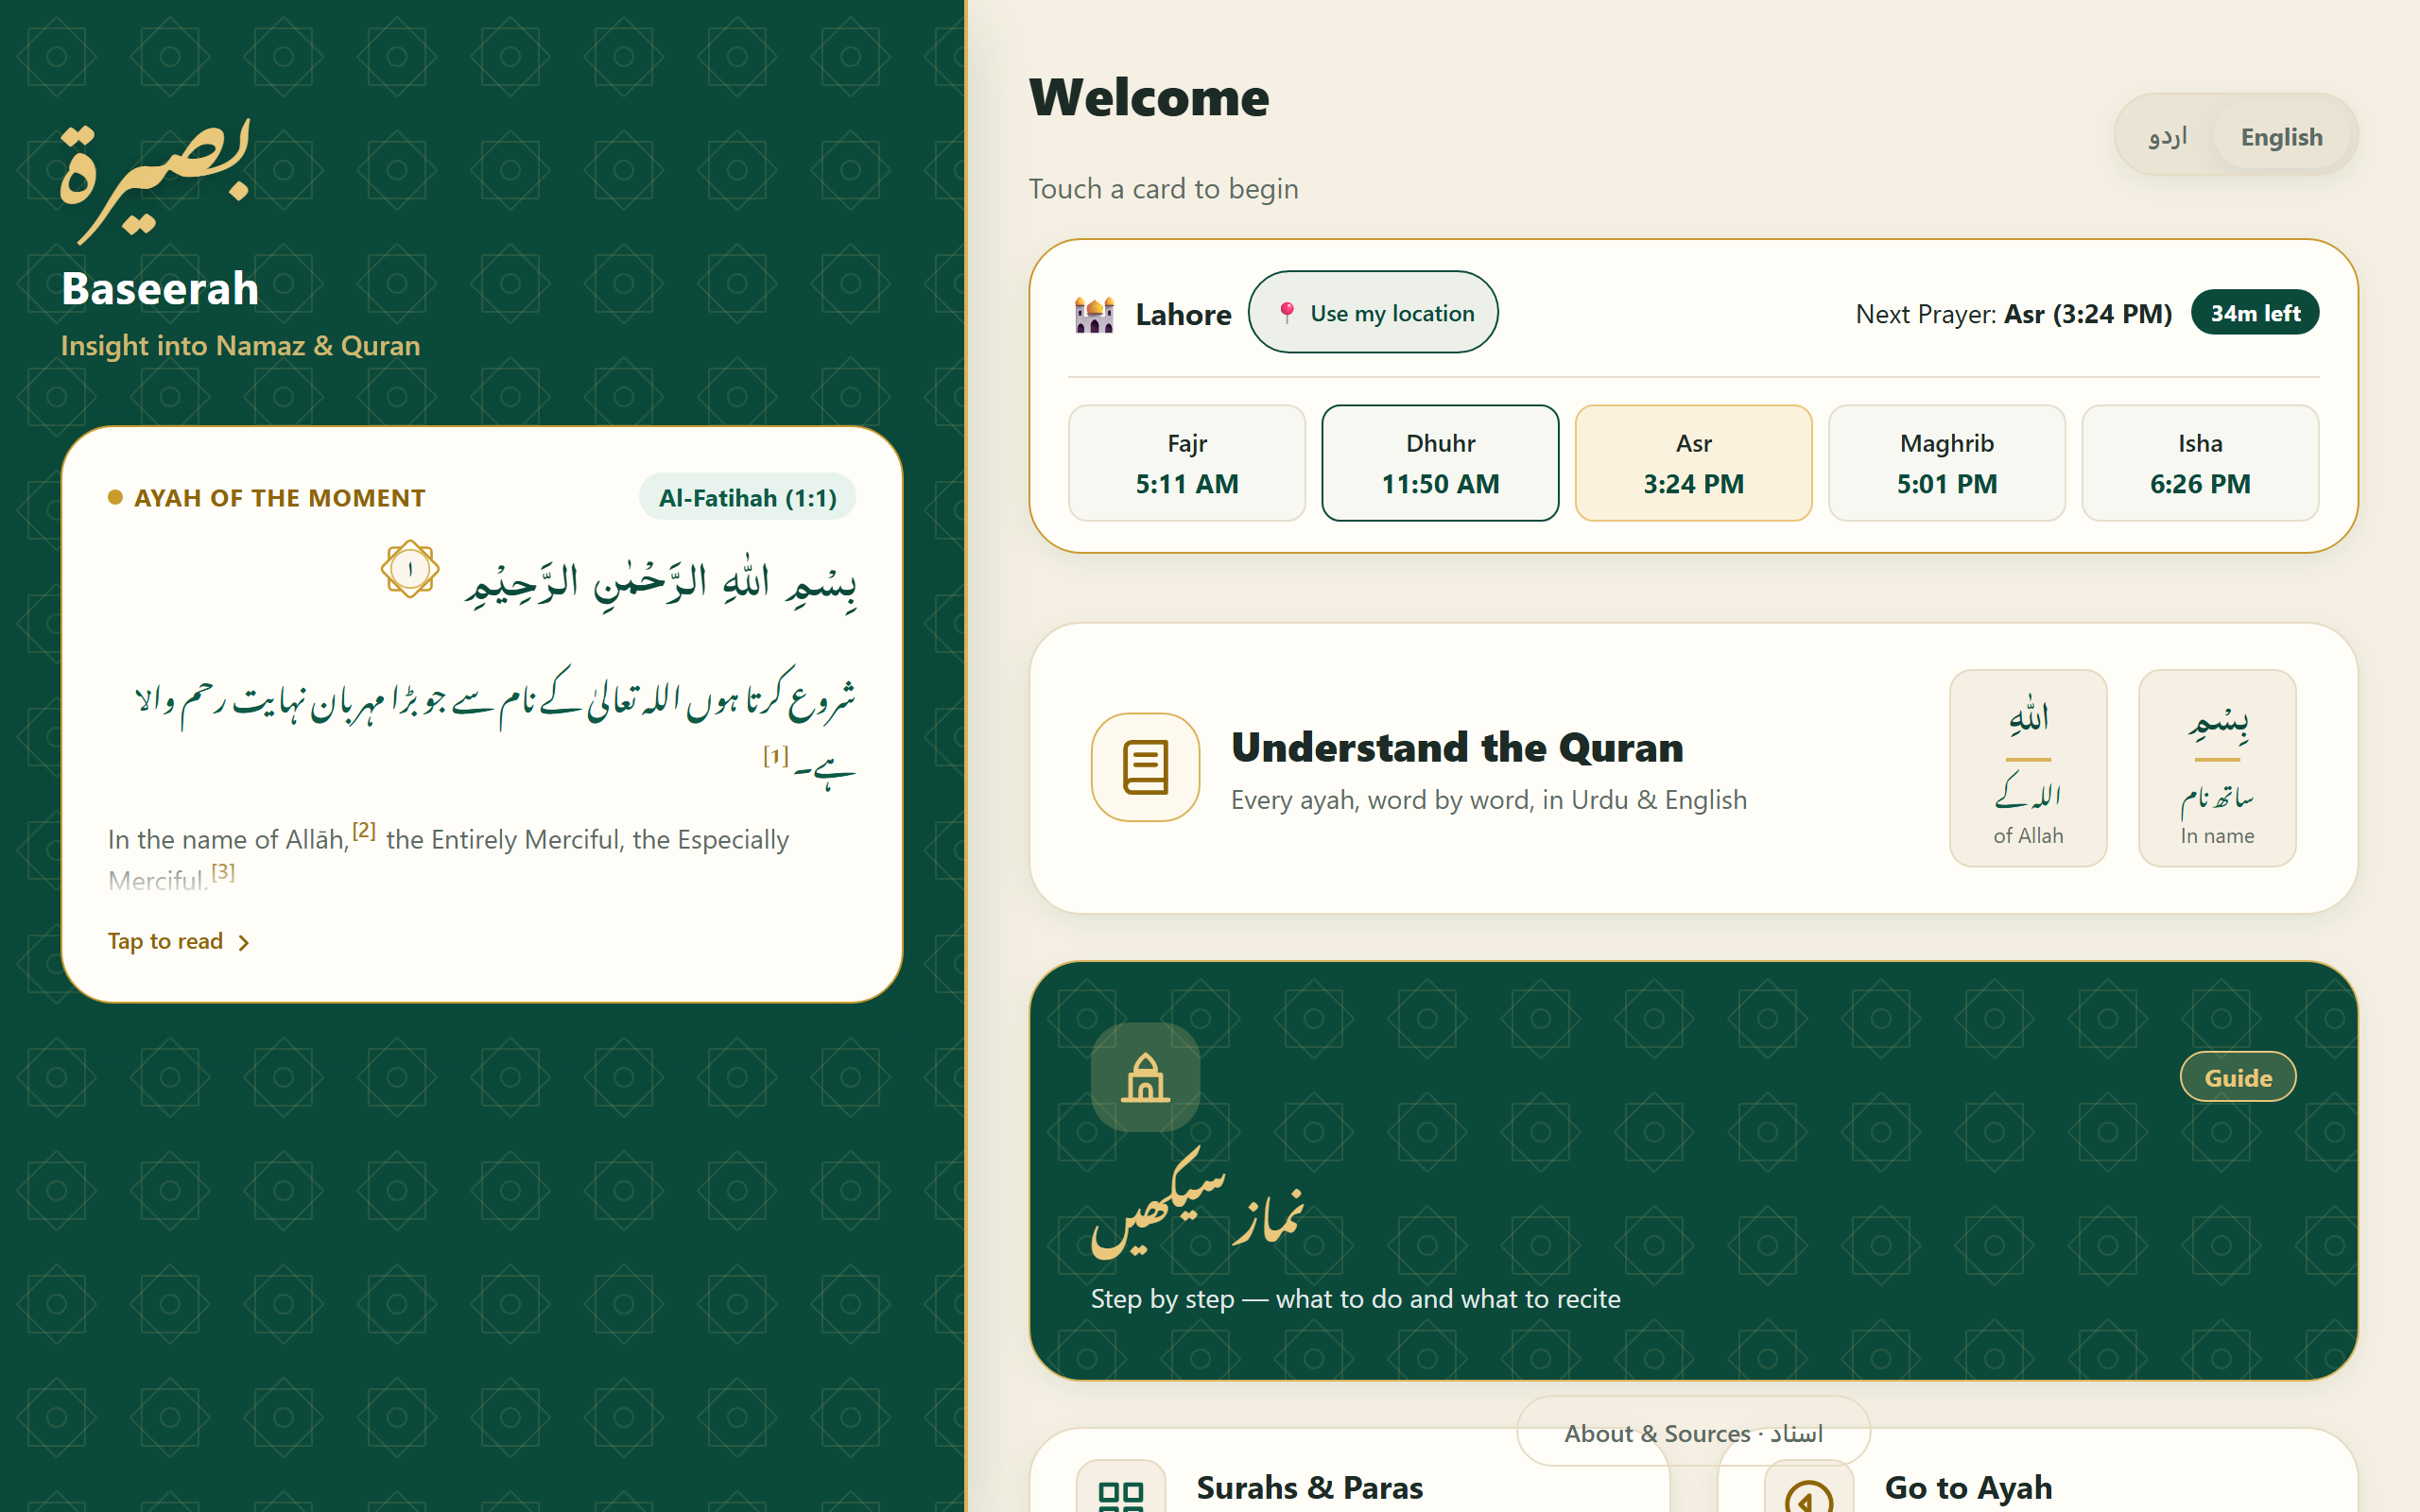 بصيرة
Baseerah
Insight into Namaz & Quran
AYAH OF THE MOMENT
Al-Fatihah (1:1)
بِسْمِ اللّٰهِ الرَّحْمٰنِ الرَّحِيْمِ ١
شروع کرتا ہوں اللہ تعالیٰ کے نام سے جو بڑا مہربان نہایت رحم والا
ہے۔ [1]
In the name of Allāh,[2] the Entirely Merciful, the Especially
Merciful.[3]
Tap to read
Welcome
Touch a card to begin
اردو
English
Lahore
Use my location
Next Prayer: Asr (3:24 PM)
34m left
Fajr
5:11 AM
Dhuhr
11:50 AM
Asr
3:24 PM
Maghrib
5:01 PM
Isha
6:26 PM
Understand the Quran
Every ayah, word by word, in Urdu & English
بِسْمِ
ساتھ نام
In name
اللّٰهِ
اللہ کے
of Allah
Guide
نماز سیکھیں
Step by step — what to do and what to recite
About & Sources · اسناد
Surahs & Paras
Go to Ayah